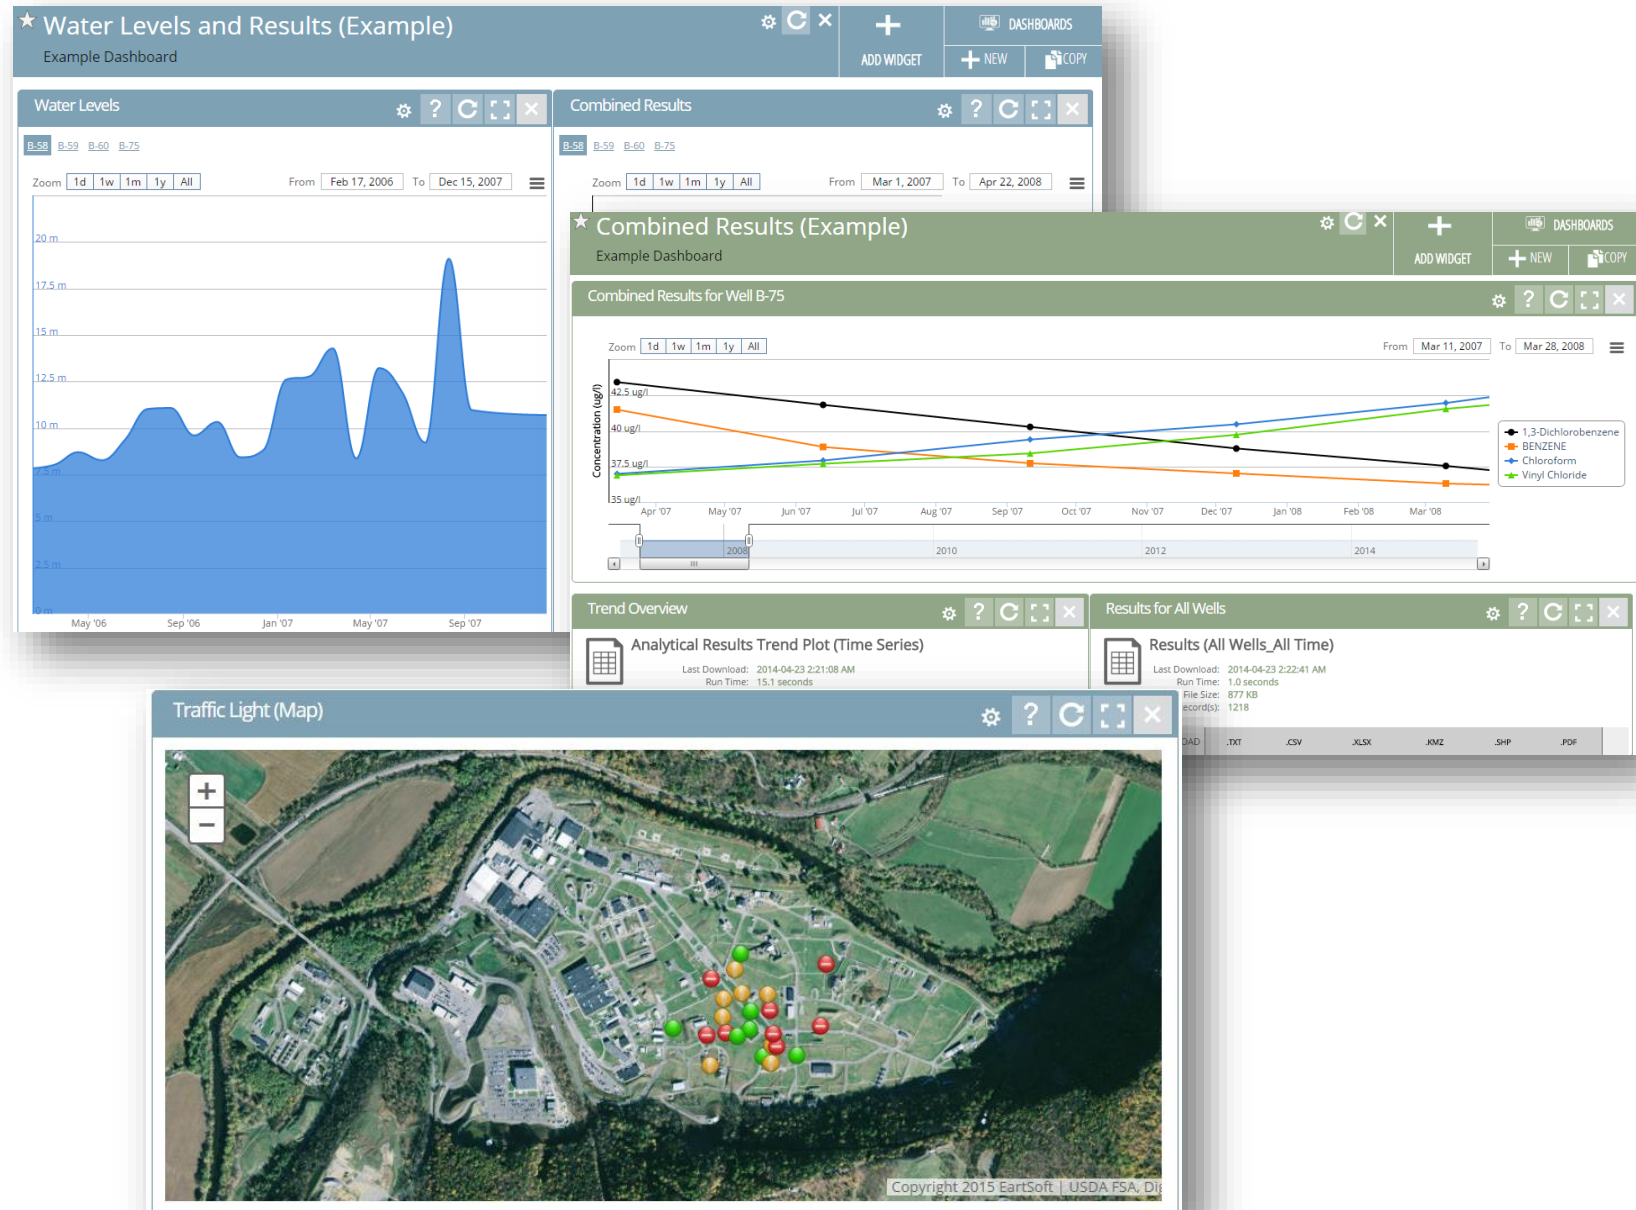 Water Levels and Results (Example)
Example Dashboard
ADD WIDGET
DASHBOARDS
NEW
COPY
Water Levels
?
B-58 B-59 B-60 B-75
Zoom 1d 1w 1m 1y All From Feb 17, 2006 To Dec 15, 2007
20 m
17.5 m
15 m
12.5 m
10 m
7.5 m
5 m
2.5 m
0 m
May '06 Sep '06 Jan '07 May '07 Sep '07
Combined Results
?
B-58 B-59 B-60 B-75
Zoom 1d 1w 1m 1y All From Mar 1, 2007 To Apr 22, 2008
Combined Results (Example)
Example Dashboard
ADD WIDGET
DASHBOARDS
NEW
COPY
Combined Results for Well B-75
?
Zoom 1d 1w 1m 1y All From Mar 11, 2007 To Mar 28, 2008
Concentration (ug/l)
42.5 ug/l
40 ug/l
37.5 ug/l
35 ug/l
Apr '07 May '07 Jun '07 Jul '07 Aug '07 Sep '07 Oct '07 Nov '07 Dec '07 Jan '08 Feb '08 Mar '08
1,3-Dichlorobenzene
BENZENE
Chloroform
Vinyl Chloride
2008 2010 2012 2014
Trend Overview
?
Analytical Results Trend Plot (Time Series)
Last Download: 2014-04-23 2:21:08 AM
Run Time: 15.1 seconds
Results for All Wells
?
Results (All Wells_All Time)
Last Download: 2014-04-23 2:22:41 AM
Run Time: 1.0 seconds
File Size: 877 KB
ecord(s): 1218
OAD .TXT .CSV .XLSX .KMZ .SHP .PDF
Traffic Light (Map)
?
+
−
Copyright 2015 EartSoft | USDA FSA, Dig